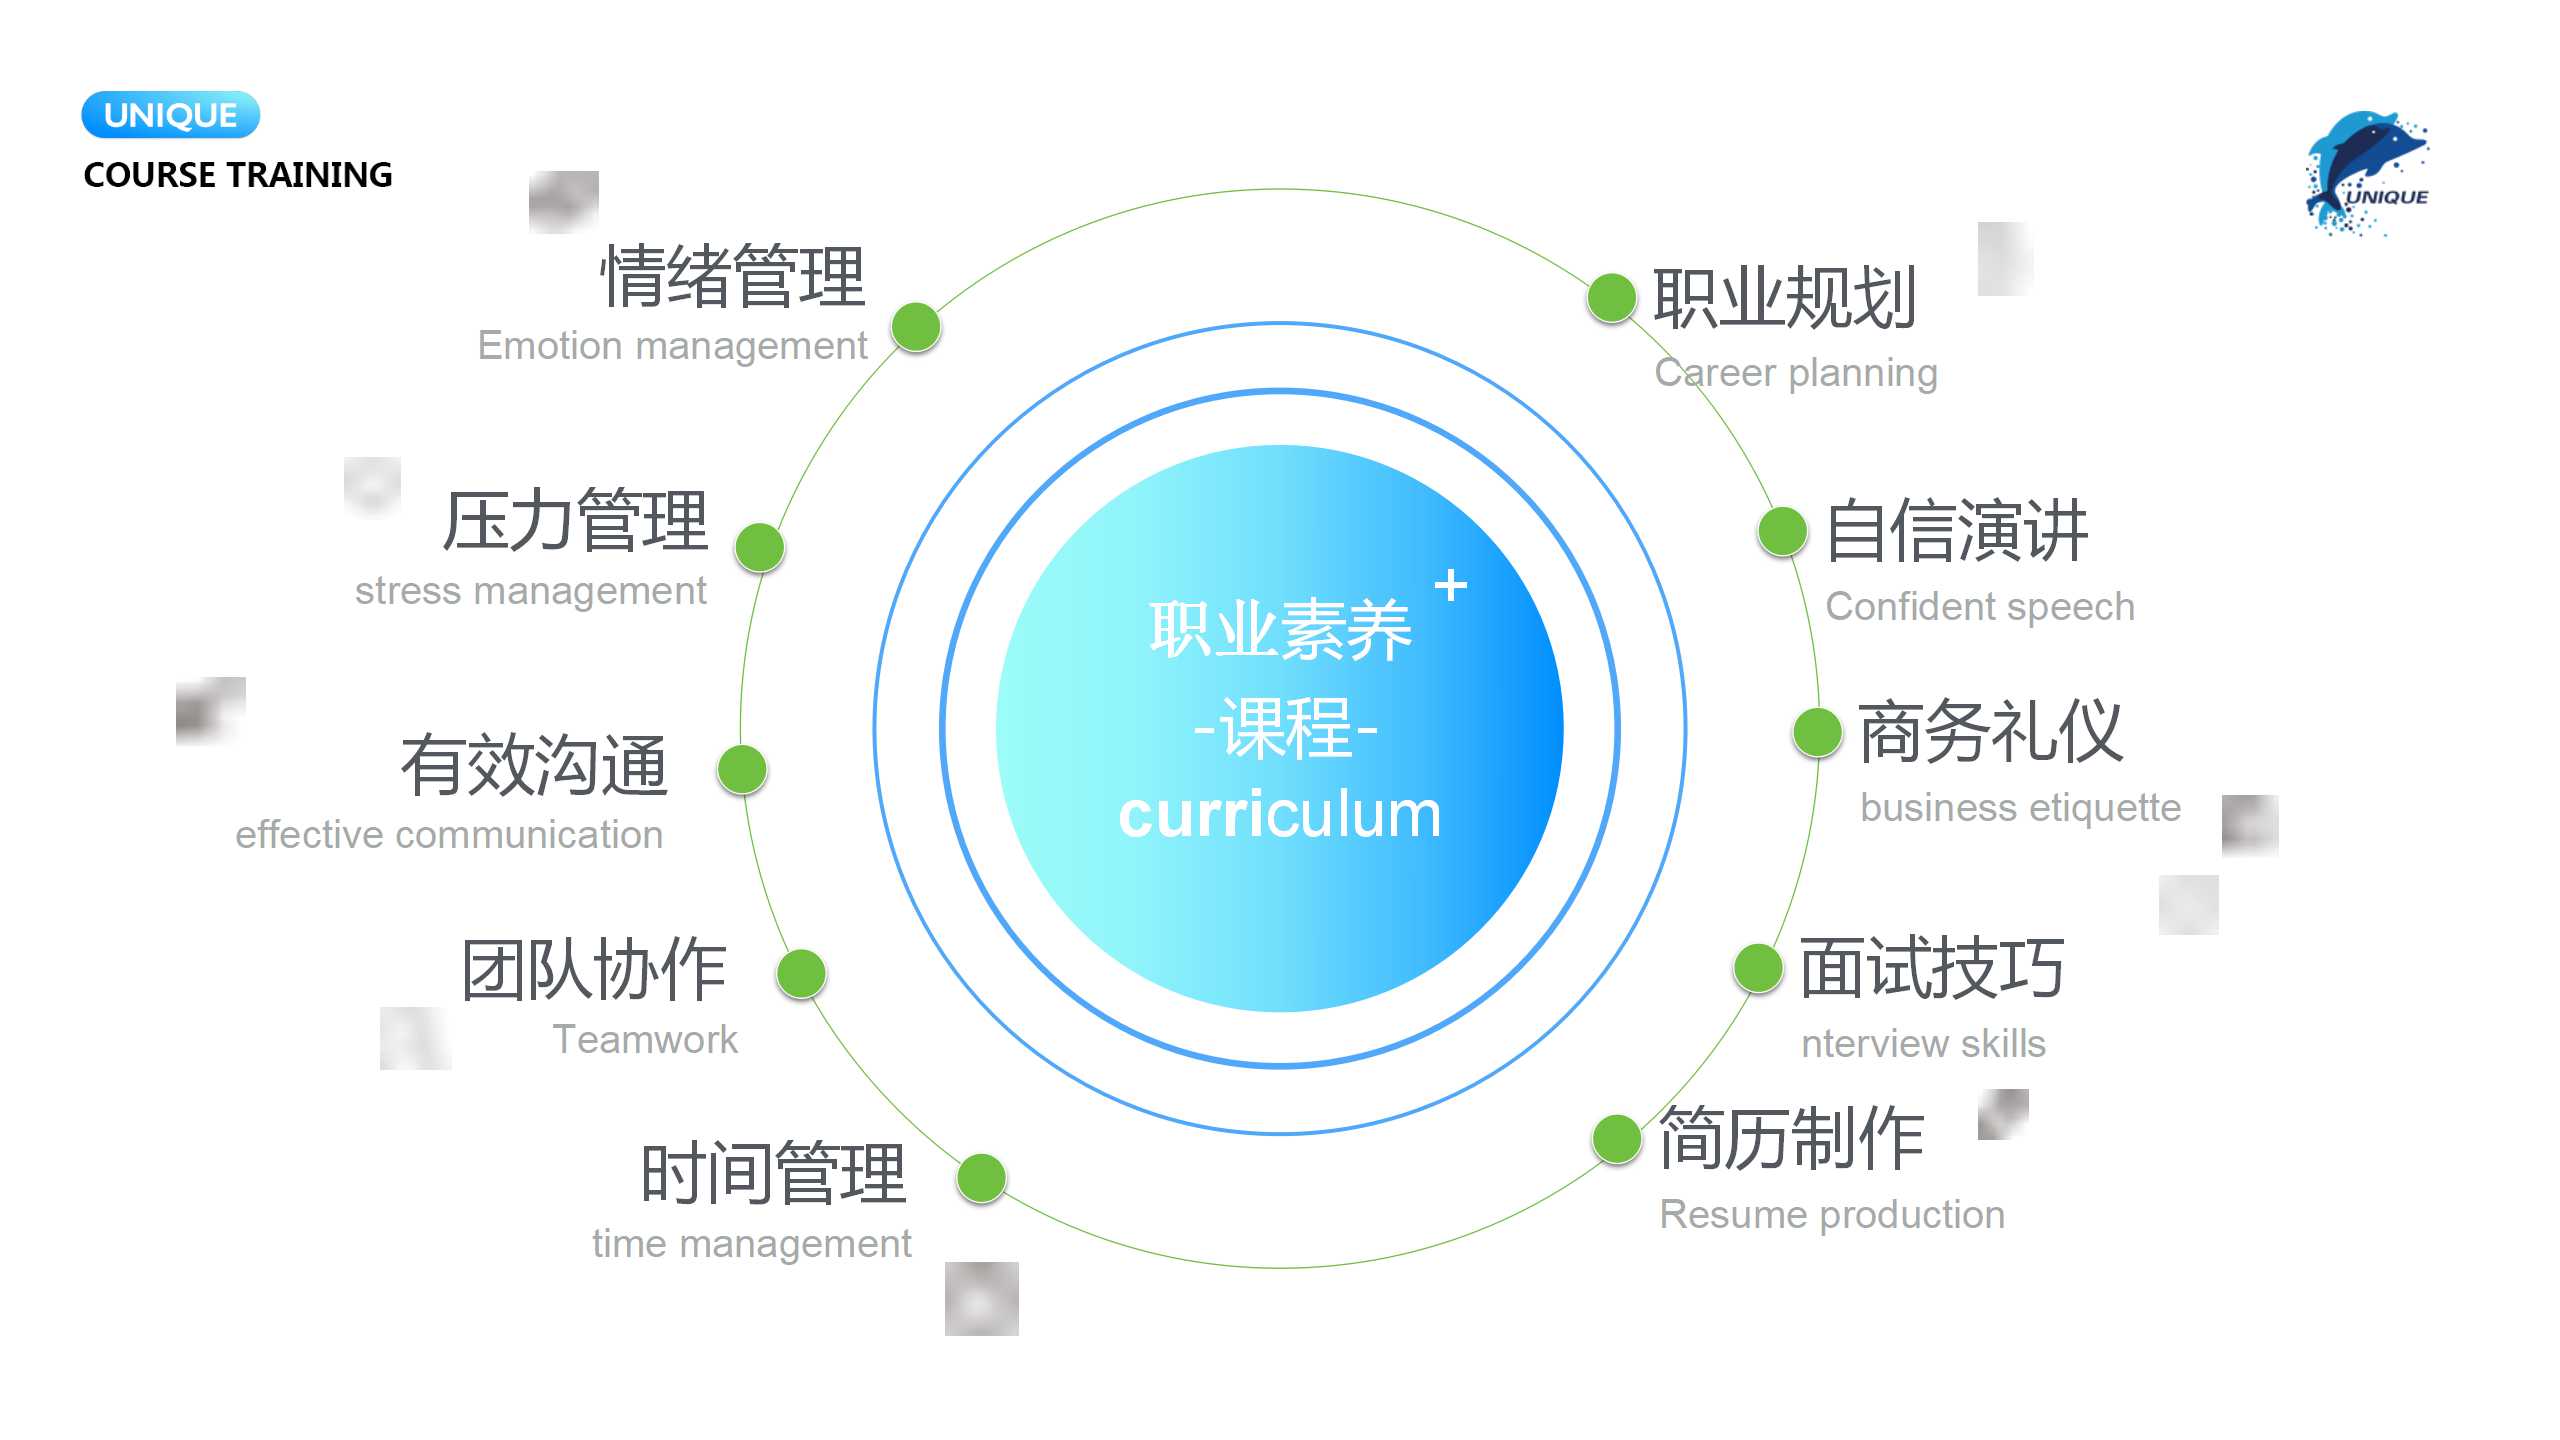 UNIQUE
COURSE TRAINING
UNIQUE
情绪管理
Emotion management
压力管理
stress management
有效沟通
effective communication
团队协作
Teamwork
时间管理
time management
+
职业素养
-课程-
curriculum
职业规划
Career planning
自信演讲
Confident speech
商务礼仪
business etiquette
面试技巧
nterview skills
简历制作
Resume production